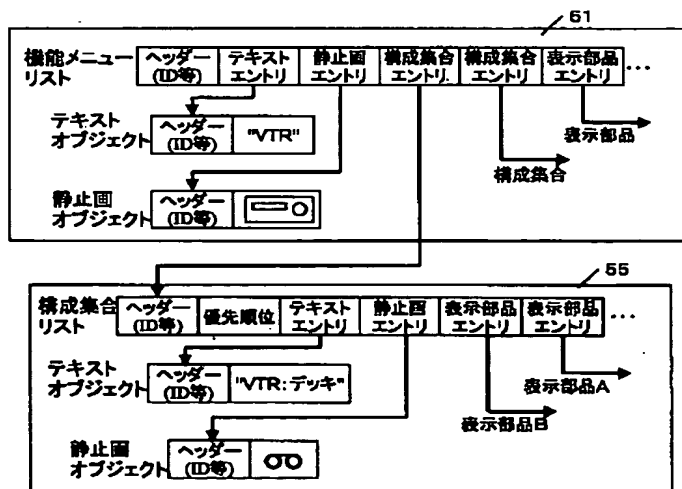 51
機能メニュー
リスト
ヘッダー
(ID等)
テキスト
エントリ
静止画
エントリ
構成集合
エントリ.
構成集合
エントリ
表示部品
エントリ
...
テキスト
オブジェクト
ヘッダー
(ID等)
"VTR"
表示部品
構成集合
静止画
オブジェクト
ヘッダー
(ID等)
55
構成集合
リスト
ヘッダー
(ID等)
優先順位
テキスト
エントリ
静止画
エントリ
表示部品
エントリ
表示部品
エントリ
...
テキスト
オブジェクト
ヘッダー
(ID等)
"VTR:デッキ"
表示部品A
表示部品B
静止画
オブジェクト
ヘッダー
(ID等)